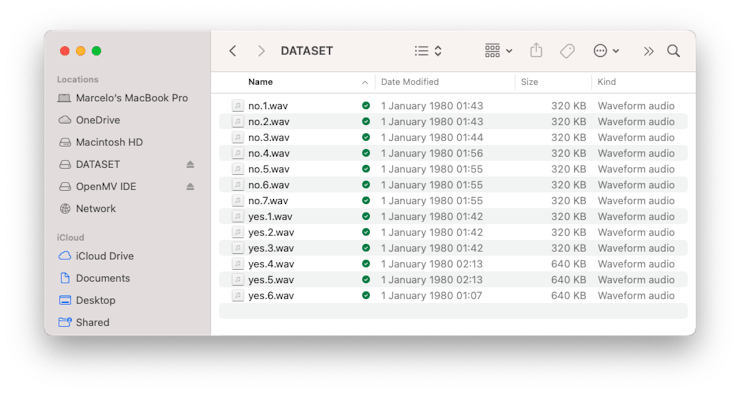 DATASET
Locations
Marcelo's MacBook Pro
OneDrive
Macintosh HD
DATASET
OpenMV IDE
Network
iCloud
iCloud Drive
Documents
Desktop
Shared
Name Date Modified Size Kind
no.1.wav 1 January 1980 01:43 320 KB Waveform audio
no.2.wav 1 January 1980 01:43 320 KB Waveform audio
no.3.wav 1 January 1980 01:44 320 KB Waveform audio
no.4.wav 1 January 1980 01:56 320 KB Waveform audio
no.5.wav 1 January 1980 01:55 320 KB Waveform audio
no.6.wav 1 January 1980 01:55 320 KB Waveform audio
no.7.wav 1 January 1980 01:55 320 KB Waveform audio
yes.1.wav 1 January 1980 01:42 320 KB Waveform audio
yes.2.wav 1 January 1980 01:42 320 KB Waveform audio
yes.3.wav 1 January 1980 01:42 320 KB Waveform audio
yes.4.wav 1 January 1980 02:13 640 KB Waveform audio
yes.5.wav 1 January 1980 02:13 640 KB Waveform audio
yes.6.wav 1 January 1980 01:07 640 KB Waveform audio